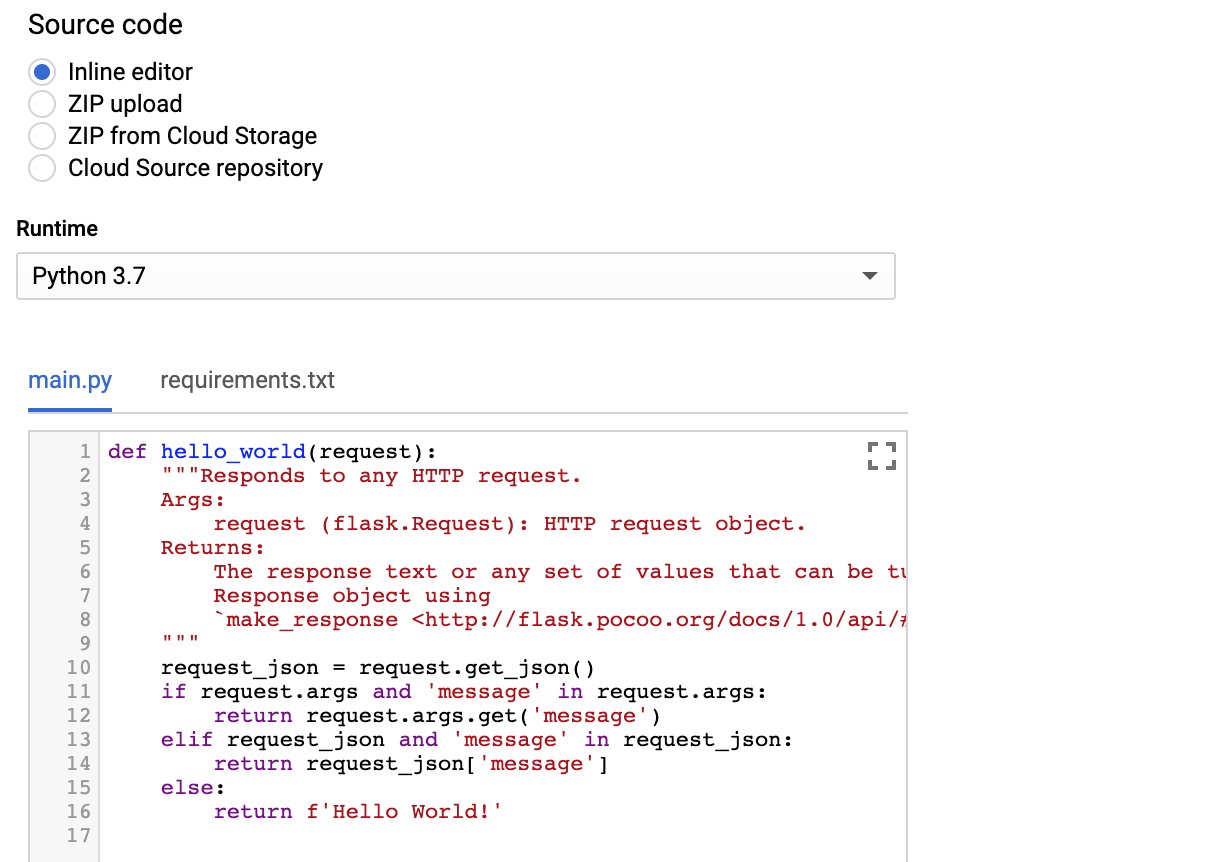 Source code
Inline editor
ZIP upload
ZIP from Cloud Storage
Cloud Source repository
Runtime
Python 3.7
main.py requirements.txt
1 def hello_world(request):
2     """Responds to any HTTP request.
3     Args:
4         request (flask.Request): HTTP request object.
5     Returns:
6         The response text or any set of values that can be
7         Response object using
8         `make_response <http://flask.pocoo.org/docs/1.0/api/#
9     """
10     request_json = request.get_json()
11     if request.args and 'message' in request.args:
12         return request.args.get('message')
13     elif request_json and 'message' in request_json:
14         return request_json['message']
15     else:
16         return f'Hello World!'
17